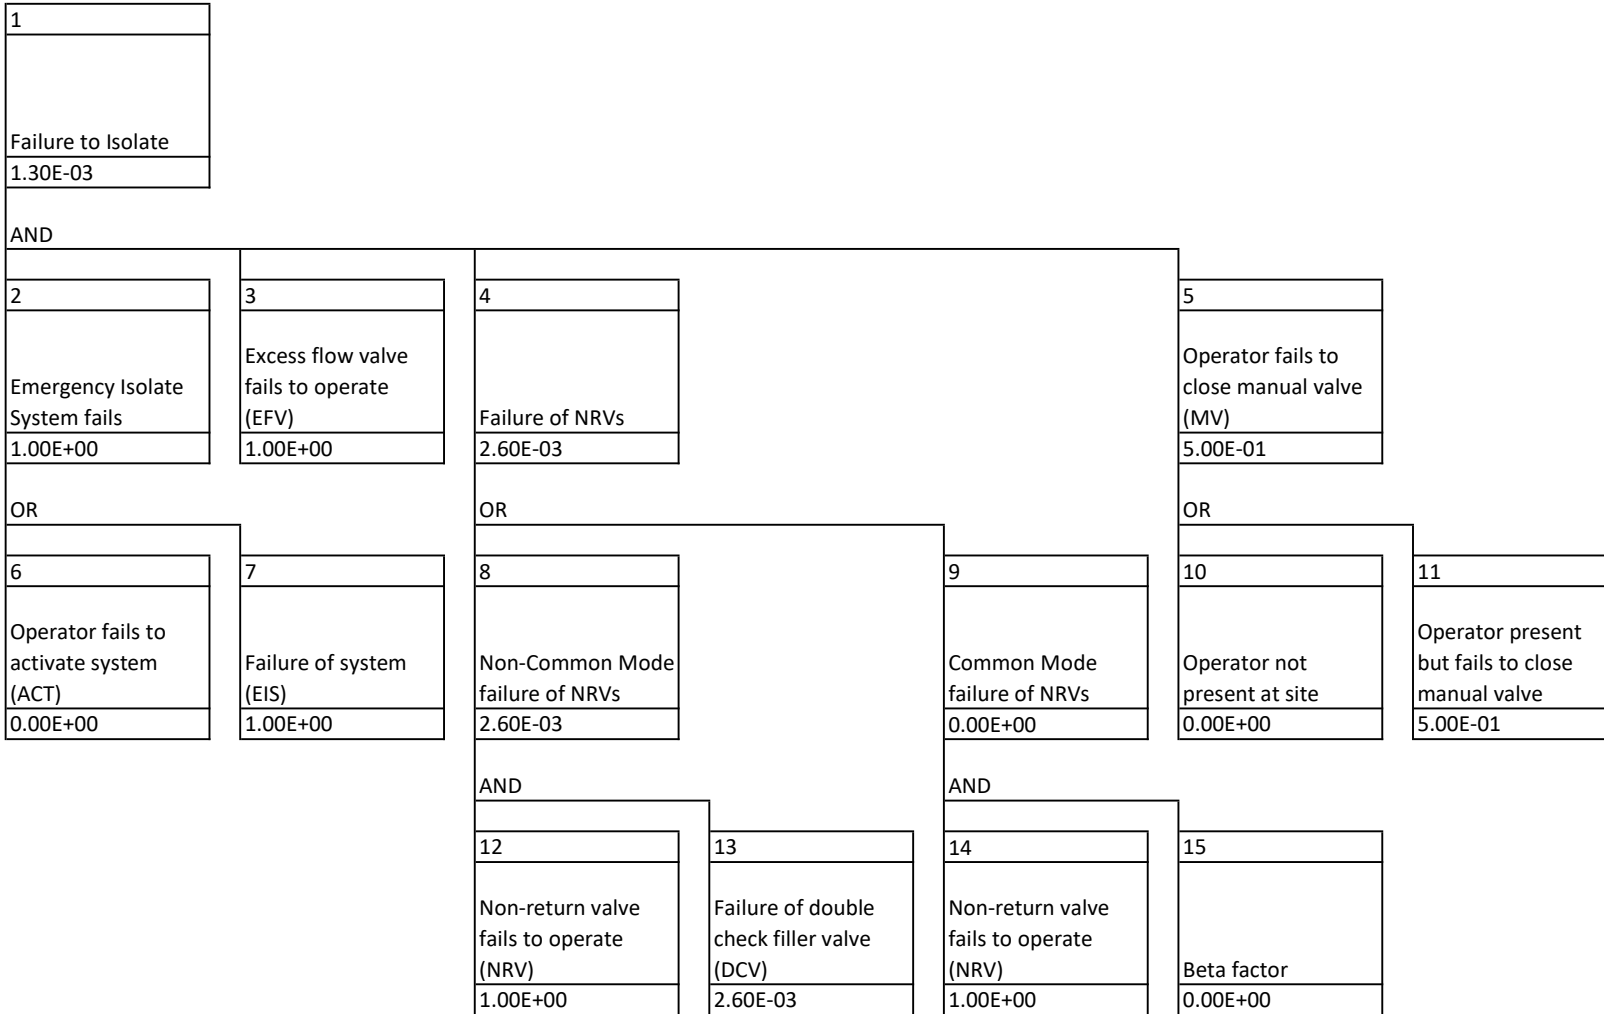 1
Failure to Isolate
1.30E-03
AND
2
Emergency Isolate
System fails
1.00E+00
3
Excess flow valve
fails to operate
(EFV)
1.00E+00
4
Failure of NRVs
2.60E-03
5
Operator fails to
close manual valve
(MV)
5.00E-01
OR
OR
OR
6
Operator fails to
activate system
(ACT)
0.00E+00
7
Failure of system
(EIS)
1.00E+00
8
Non-Common Mode
failure of NRVs
2.60E-03
9
Common Mode
failure of NRVs
0.00E+00
10
Operator not
present at site
0.00E+00
11
Operator present
but fails to close
manual valve
5.00E-01
AND
AND
12
Non-return valve
fails to operate
(NRV)
1.00E+00
13
Failure of double
check filler valve
(DCV)
2.60E-03
14
Non-return valve
fails to operate
(NRV)
1.00E+00
15
Beta factor
0.00E+00